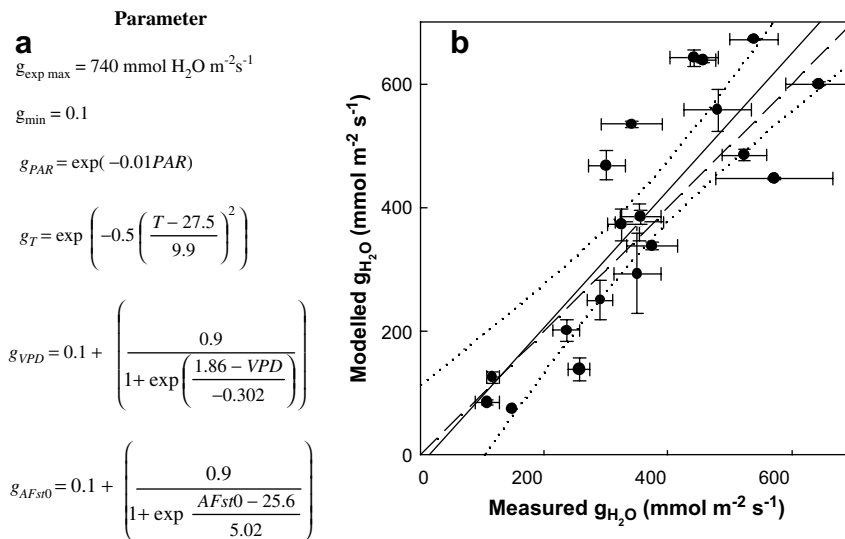 Parameter
a
g_exp max = 740 mmol H₂O m⁻²s⁻¹
g_min = 0.1
g_PAR = exp( −0.01PAR)
g_T = exp ( −0.5 ( (T − 27.5) / 9.9 )² )
g_VPD = 0.1 + ( 0.9 / ( 1+ exp ( (1.86 − VPD) / −0.302 ) ) )
g_AFst0 = 0.1 + ( 0.9 / ( 1+ exp (AFst0 − 25.6) / 5.02 ) )
b
Modelled g_H₂O (mmol m⁻² s⁻¹)
600
400
200
0
0 200 400 600
Measured g_H₂O (mmol m⁻² s⁻¹)